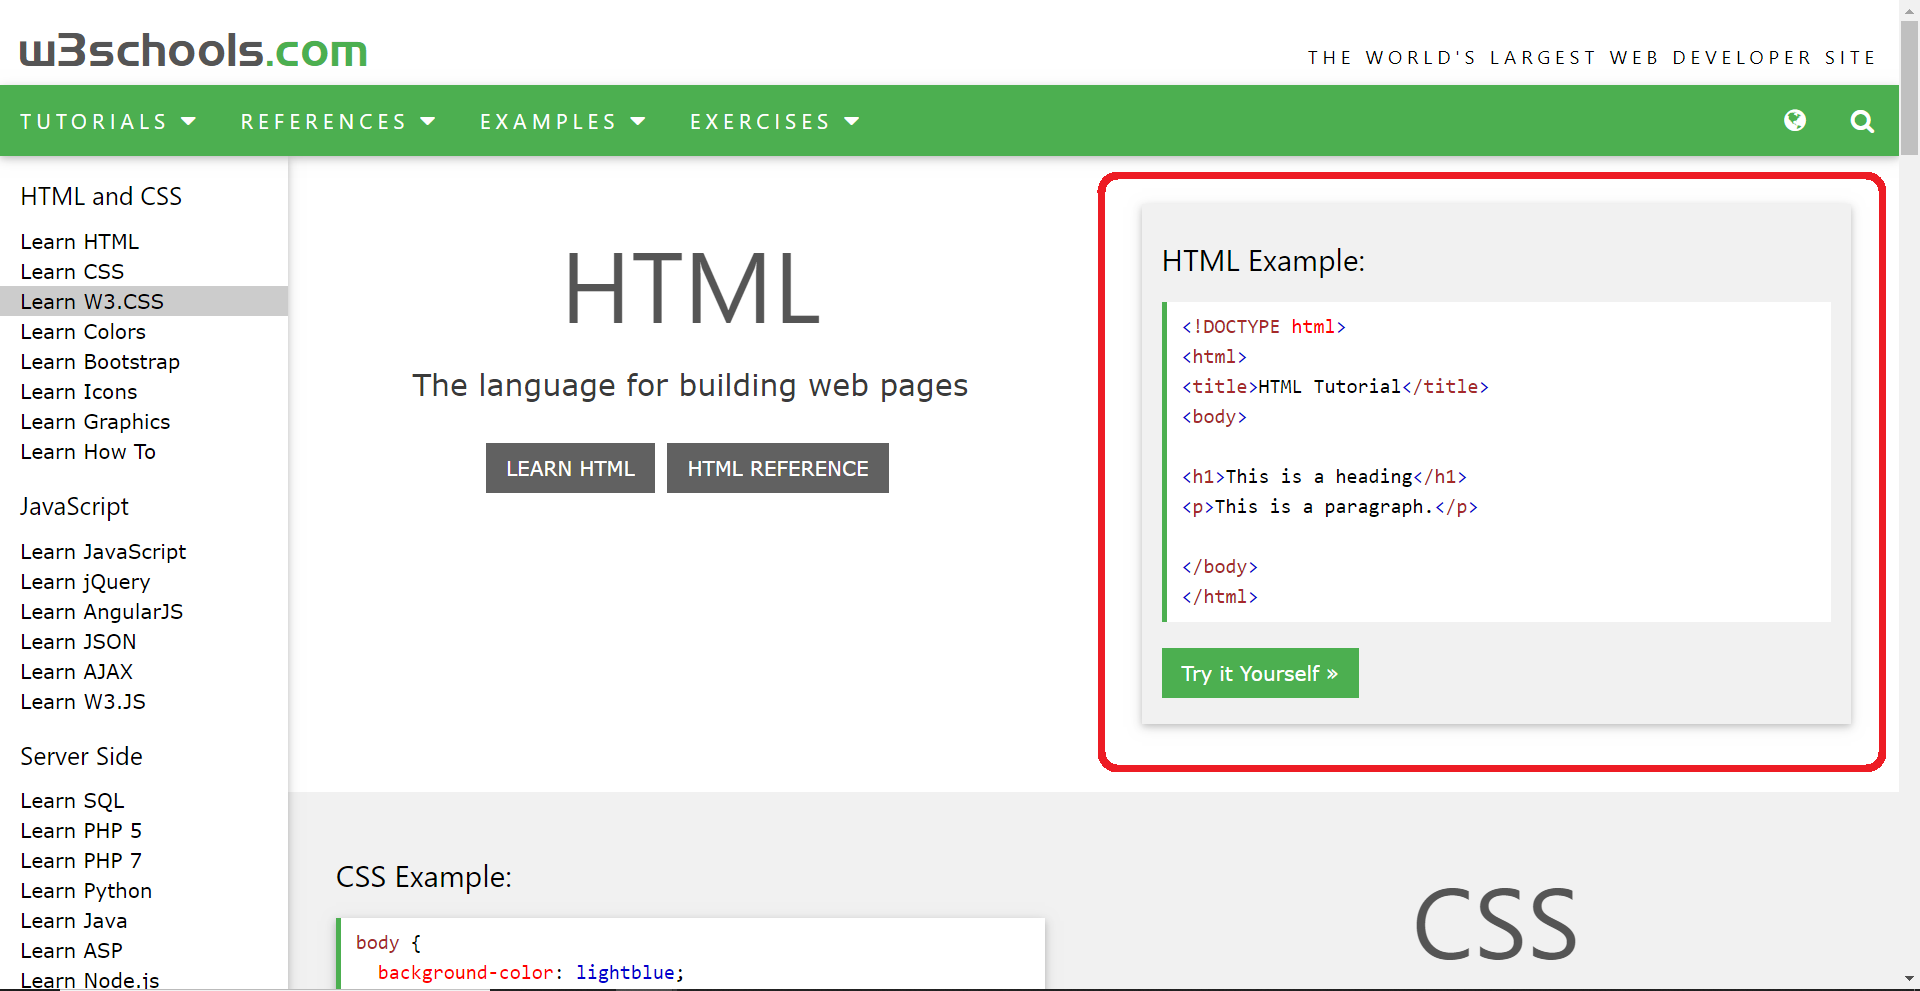 w3schools.com
THE WORLD'S LARGEST WEB DEVELOPER SITE
TUTORIALS REFERENCES EXAMPLES EXERCISES
HTML and CSS
Learn HTML
Learn CSS
Learn W3.CSS
Learn Colors
Learn Bootstrap
Learn Icons
Learn Graphics
Learn How To
JavaScript
Learn JavaScript
Learn jQuery
Learn AngularJS
Learn JSON
Learn AJAX
Learn W3.JS
Server Side
Learn SQL
Learn PHP 5
Learn PHP 7
Learn Python
Learn Java
Learn ASP
Learn Node.js
HTML
The language for building web pages
LEARN HTML HTML REFERENCE
HTML Example:
<!DOCTYPE html>
<html>
<title>HTML Tutorial</title>
<body>
<h1>This is a heading</h1>
<p>This is a paragraph.</p>
</body>
</html>
Try it Yourself »
CSS Example:
body {
background-color: lightblue;
CSS